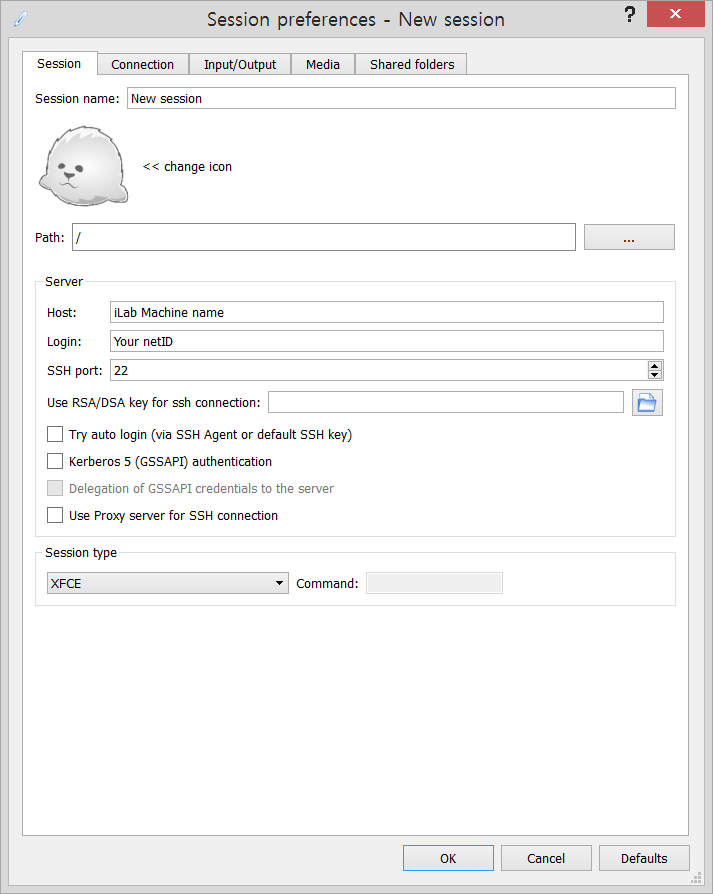 Session preferences - New session
?
Session
Connection
Input/Output
Media
Shared folders
Session name: New session
<< change icon
Path: / ...
Server
Host: iLab Machine name
Login: Your netID
SSH port: 22
Use RSA/DSA key for ssh connection:
Try auto login (via SSH Agent or default SSH key)
Kerberos 5 (GSSAPI) authentication
Delegation of GSSAPI credentials to the server
Use Proxy server for SSH connection
Session type
XFCE Command:
OK Cancel Defaults